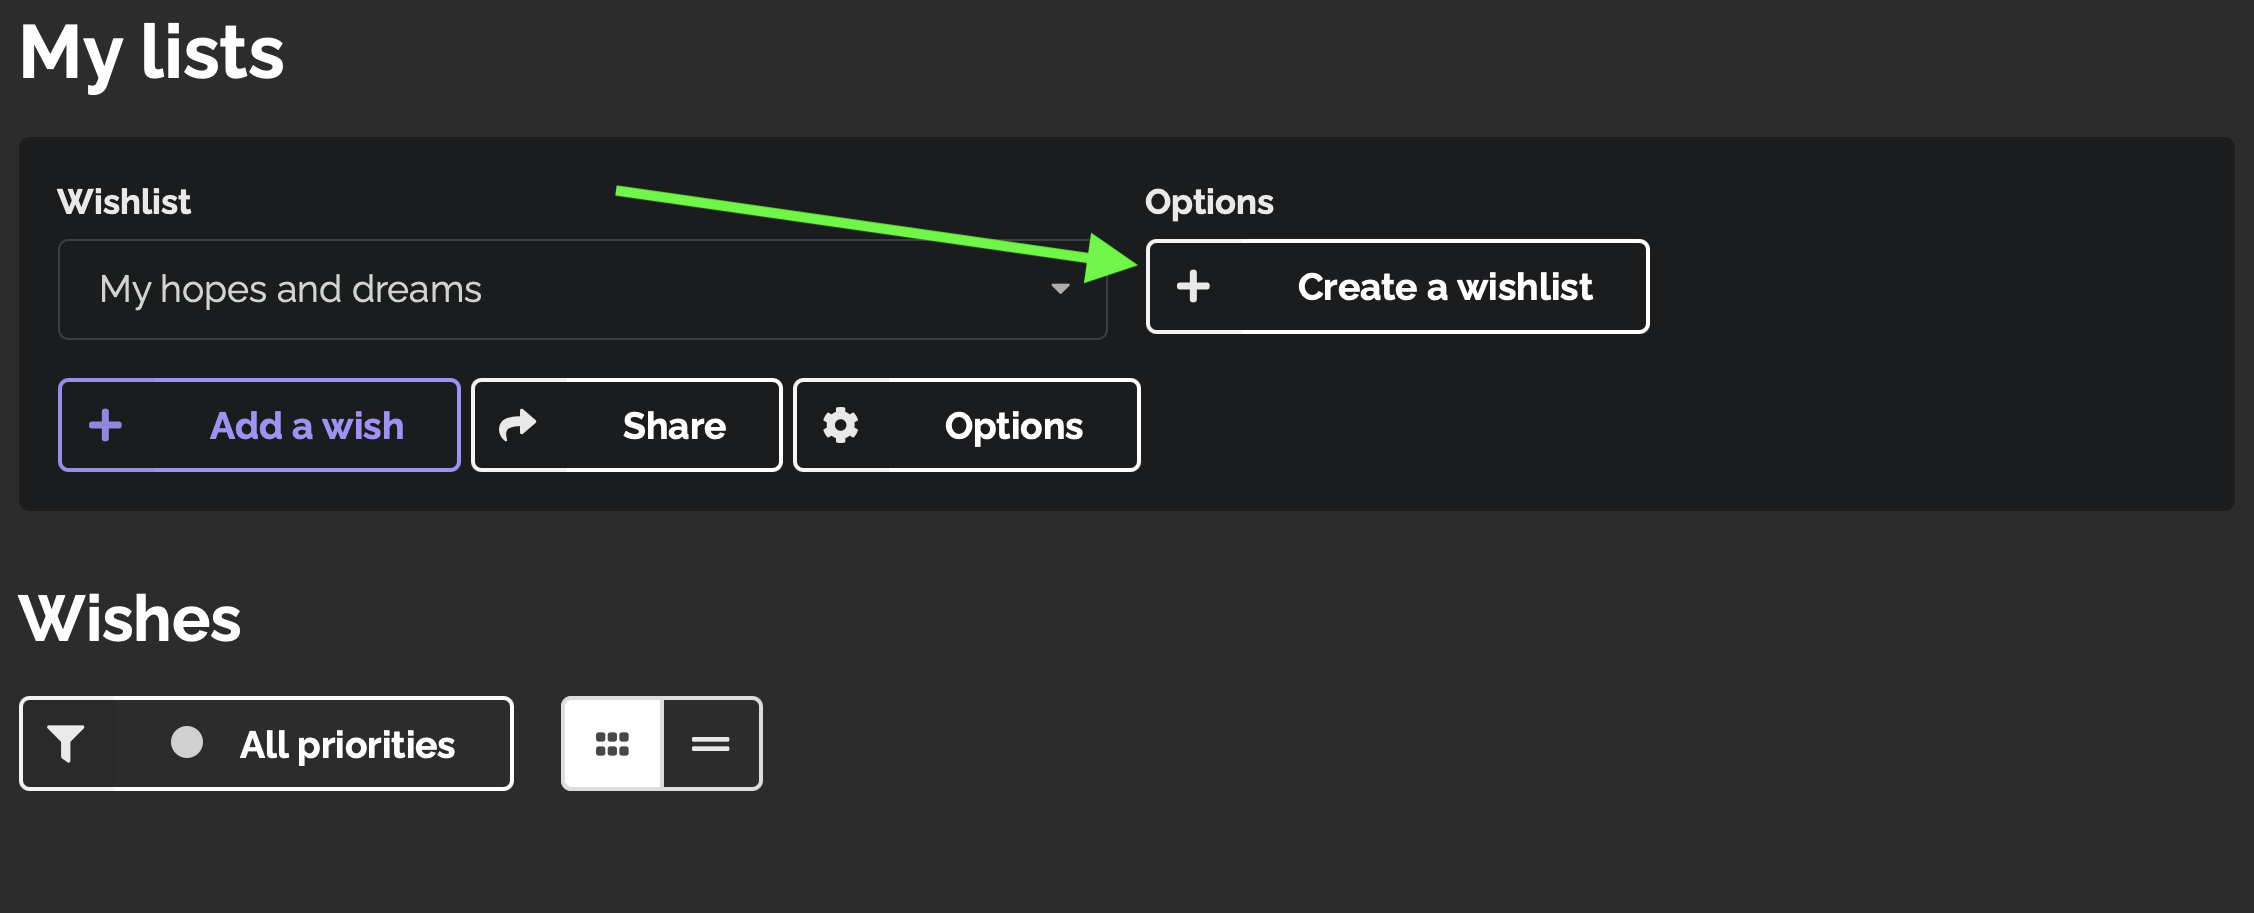 My lists
Wishlist
Options
My hopes and dreams
Create a wishlist
Add a wish
Share
Options
Wishes
All priorities